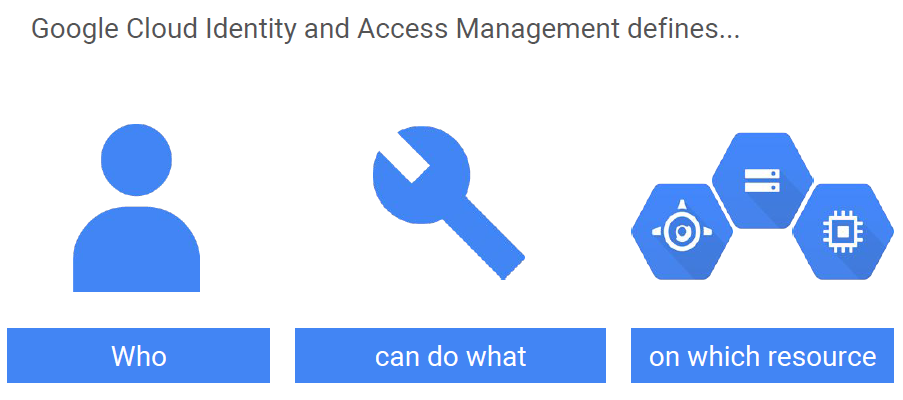 Google Cloud Identity and Access Management defines...
Who
can do what
on which resource